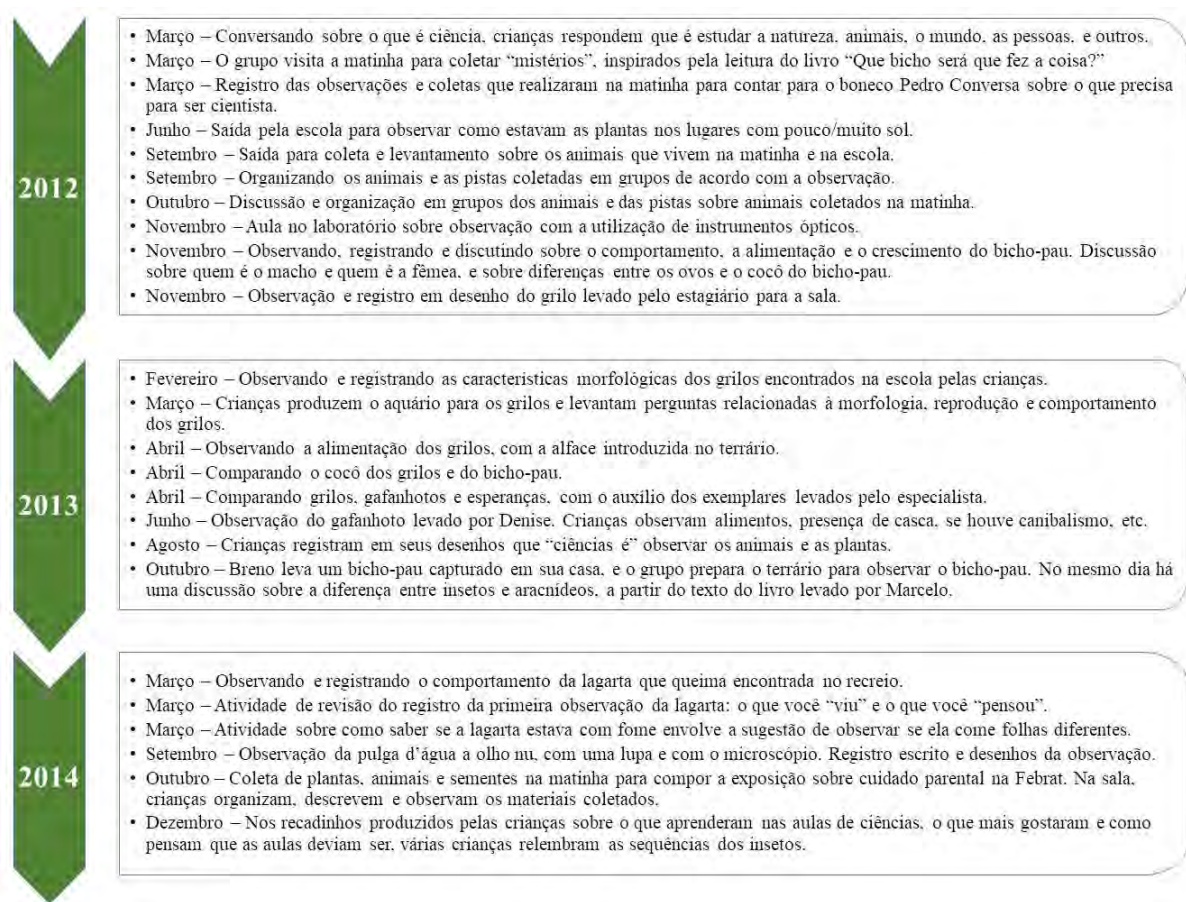 2012
• Março – Conversando sobre o que é ciência, crianças respondem que é estudar a natureza, animais, o mundo, as pessoas, e outros.
• Março – O grupo visita a matinha para coletar “mistérios”, inspirados pela leitura do livro “Que bicho será que fez a coisa?”
• Março – Registro das observações e coletas que realizaram na matinha para contar para o boneco Pedro Conversa sobre o que precisa
para ser cientista.
• Junho – Saída pela escola para observar como estavam as plantas nos lugares com pouco/muito sol.
• Setembro – Saída para coleta e levantamento sobre os animais que vivem na matinha e na escola.
• Setembro – Organizando os animais e as pistas coletadas em grupos de acordo com a observação.
• Outubro – Discussão e organização em grupos dos animais e das pistas sobre animais coletados na matinha.
• Novembro – Aula no laboratório sobre observação com a utilização de instrumentos ópticos.
• Novembro – Observando, registrando e discutindo sobre o comportamento, a alimentação e o crescimento do bicho-pau. Discussão
sobre quem é o macho e quem é a fêmea, e sobre diferenças entre os ovos e o cocô do bicho-pau.
• Novembro – Observação e registro em desenho do grilo levado pelo estagiário para a sala.
2013
• Fevereiro – Observando e registrando as características morfológicas dos grilos encontrados na escola pelas crianças.
• Março – Crianças produzem o aquário para os grilos e levantam perguntas relacionadas à morfologia, reprodução e comportamento
dos grilos.
• Abril – Observando a alimentação dos grilos, com a alface introduzida no terrário.
• Abril – Comparando o cocô dos grilos e do bicho-pau.
• Abril – Comparando grilos, gafanhotos e esperanças, com o auxílio dos exemplares levados pelo especialista.
• Junho – Observação do gafanhoto levado por Denise. Crianças observam alimentos, presença de casca, se houve canibalismo, etc.
• Agosto – Crianças registram em seus desenhos que “ciências é” observar os animais e as plantas.
• Outubro – Breno leva um bicho-pau capturado em sua casa, e o grupo prepara o terrário para observar o bicho-pau. No mesmo dia há
uma discussão sobre a diferença entre insetos e aracnídeos, a partir do texto do livro levado por Marcelo.
2014
• Março – Observando e registrando o comportamento da lagarta que queima encontrada no recreio.
• Março – Atividade de revisão do registro da primeira observação da lagarta: o que você “viu” e o que você “pensou”.
• Março – Atividade sobre como saber se a lagarta estava com fome envolve a sugestão de observar se ela come folhas diferentes.
• Setembro – Observação da pulga d’água a olho nu, com uma lupa e com o microscópio. Registro escrito e desenhos da observação.
• Outubro – Coleta de plantas, animais e sementes na matinha para compor a exposição sobre cuidado parental na Febrat. Na sala,
crianças organizam, descrevem e observam os materiais coletados.
• Dezembro – Nos recadinhos produzidos pelas crianças sobre o que aprenderam nas aulas de ciências, o que mais gostaram e como
pensam que as aulas deviam ser, várias crianças relembram as sequências dos insetos.